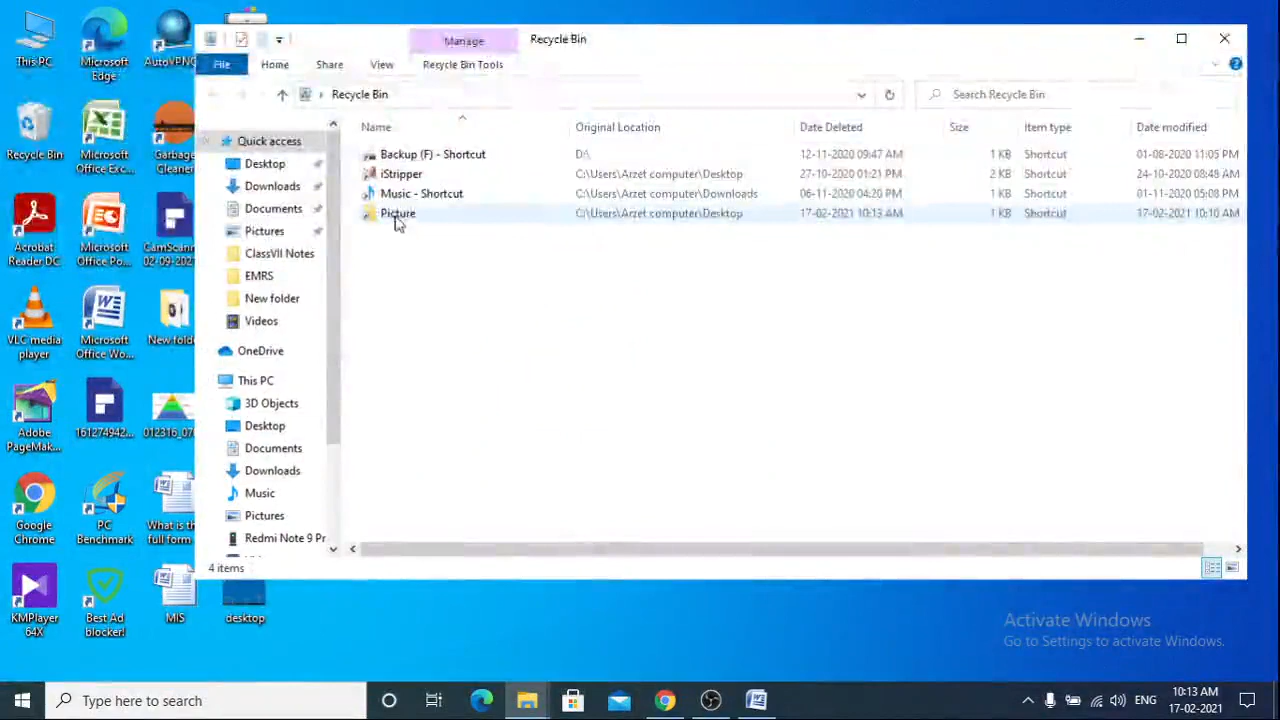 This PC
Microsoft
Edge
AutoVPNC
Recycle Bin
Microsoft
Office Exc...
Garbage
Cleaner
Acrobat
Reader DC
Microsoft
Office Po...
CamScann
02-09-202
VLC media
player
Microsoft
Office Wo...
New folde
Adobe
PageMak...
161274942...
012316_076
Google
Chrome
PC
Benchmark
What is th
full form
KMPlayer
64X
Best Ad
blocker!
MIS
desktop
Manage
Recycle Bin
File
Home
Share
View
Recycle Bin Tools
Recycle Bin
Search Recycle Bin
Name
Original Location
Date Deleted
Size
Item type
Date modified
Backup (F) - Shortcut
D:\
12-11-2020 09:47 AM
1 KB
Shortcut
01-08-2020 11:05 PM
iStripper
C:\Users\Arzet computer\Desktop
27-10-2020 01:21 PM
2 KB
Shortcut
24-10-2020 08:48 AM
Music - Shortcut
C:\Users\Arzet computer\Downloads
06-11-2020 04:20 PM
1 KB
Shortcut
01-11-2020 05:08 PM
Picture
C:\Users\Arzet computer\Desktop
17-02-2021 10:13 AM
1 KB
Shortcut
17-02-2021 10:10 AM
Quick access
Desktop
Downloads
Documents
Pictures
ClassVII Notes
EMRS
New folder
Videos
OneDrive
This PC
3D Objects
Desktop
Documents
Downloads
Music
Pictures
Redmi Note 9 Pr
4 items
Activate Windows
Go to Settings to activate Windows.
Type here to search
ENG
10:13 AM
17-02-2021